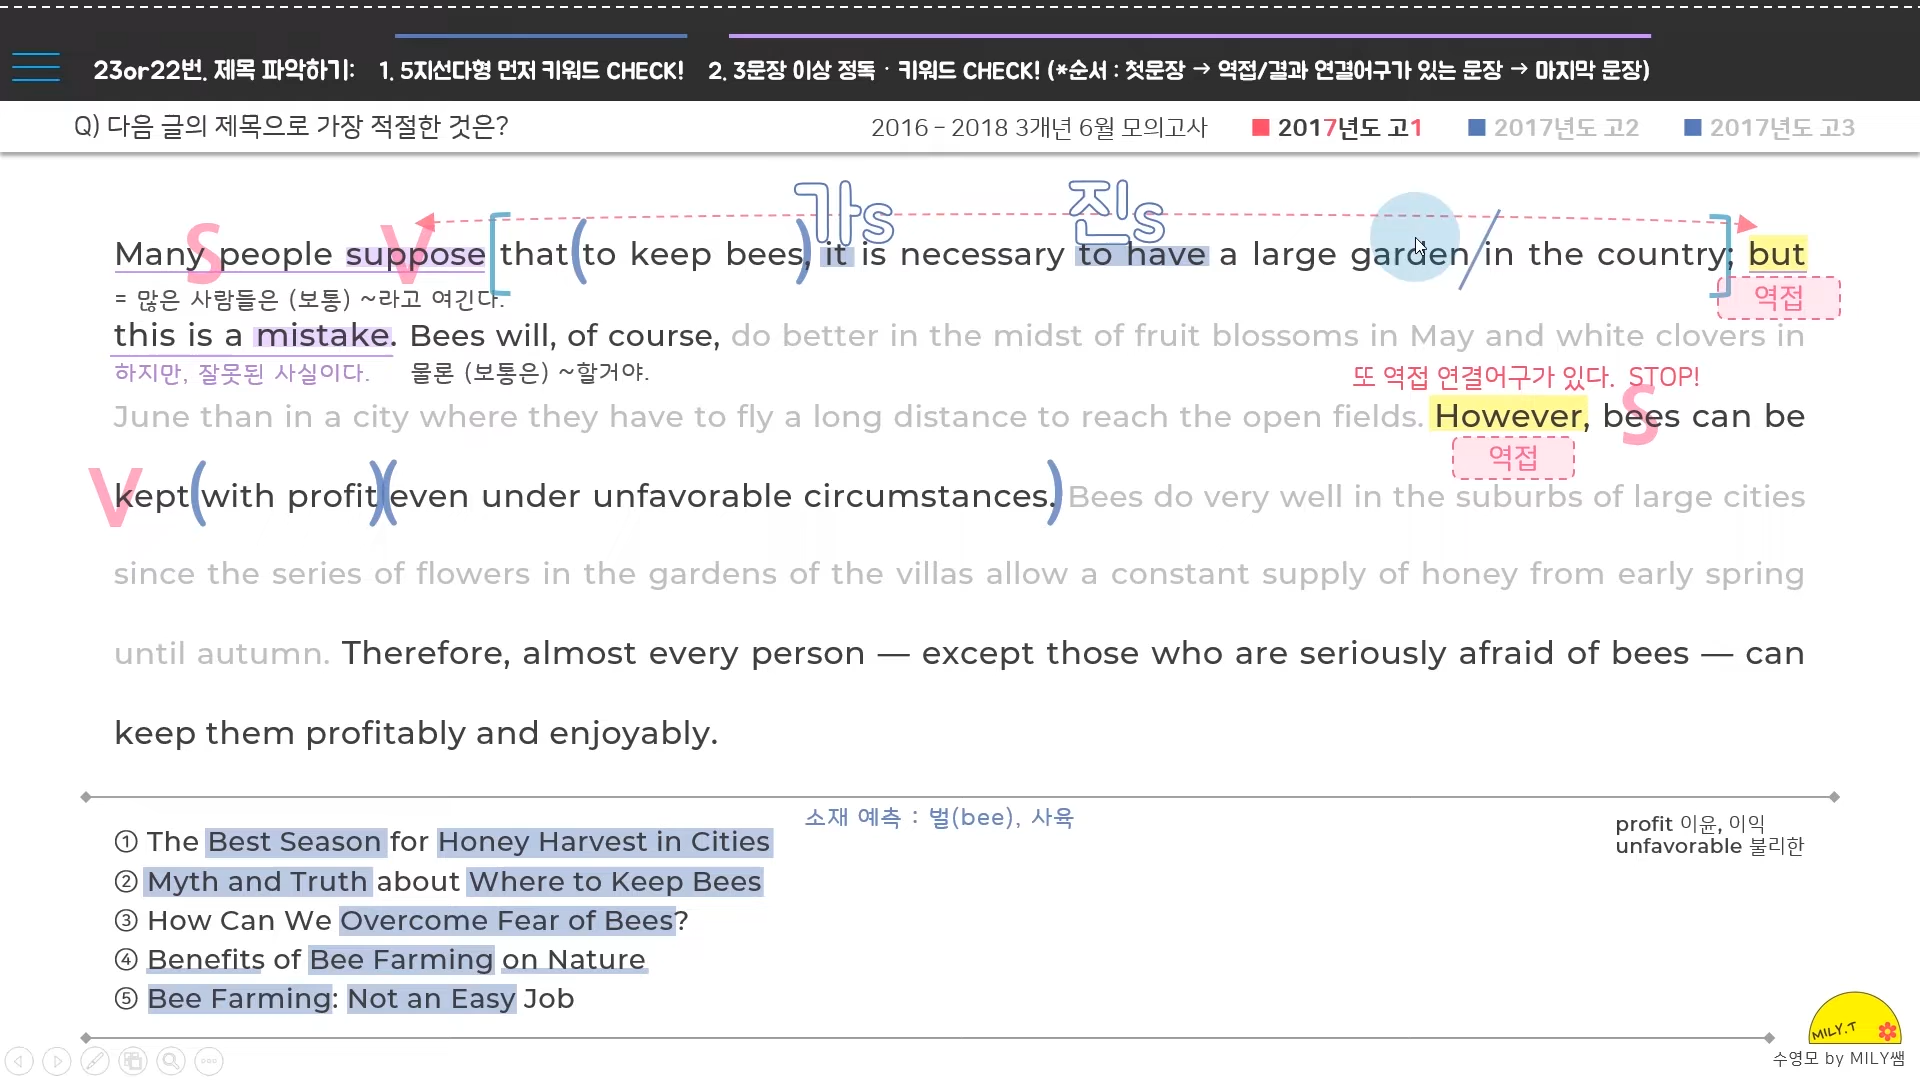 23or22번. 제목 파악하기: 1. 5지선다형 먼저 키워드 CHECK! 2. 3문장 이상 정독 · 키워드 CHECK! (*순서 : 첫문장 → 역접/결과 연결어구가 있는 문장 → 마지막 문장)
Q) 다음 글의 제목으로 가장 적절한 것은? 2016 – 2018 3개년 6월 모의고사 2017년도 고1 2017년도 고2 2017년도 고3
가s 진s
S V
Many people suppose that (to keep bees), it is necessary to have a large garden / in the country; but
= 많은 사람들은 (보통) ~라고 여긴다. 역접
this is a mistake. Bees will, of course, do better in the midst of fruit blossoms in May and white clovers in
하지만, 잘못된 사실이다. 물론 (보통은) ~할거야. 또 역접 연결어구가 있다. STOP!
June than in a city where they have to fly a long distance to reach the open fields. However, bees can be
S
역접
V
kept (with profit) (even under unfavorable circumstances.) Bees do very well in the suburbs of large cities
since the series of flowers in the gardens of the villas allow a constant supply of honey from early spring
until autumn. Therefore, almost every person — except those who are seriously afraid of bees — can
keep them profitably and enjoyably.
소재 예측 : 벌(bee), 사육
profit 이윤, 이익
unfavorable 불리한
① The Best Season for Honey Harvest in Cities
② Myth and Truth about Where to Keep Bees
③ How Can We Overcome Fear of Bees?
④ Benefits of Bee Farming on Nature
⑤ Bee Farming: Not an Easy Job
MILY.T
수영모 by MILY쌤